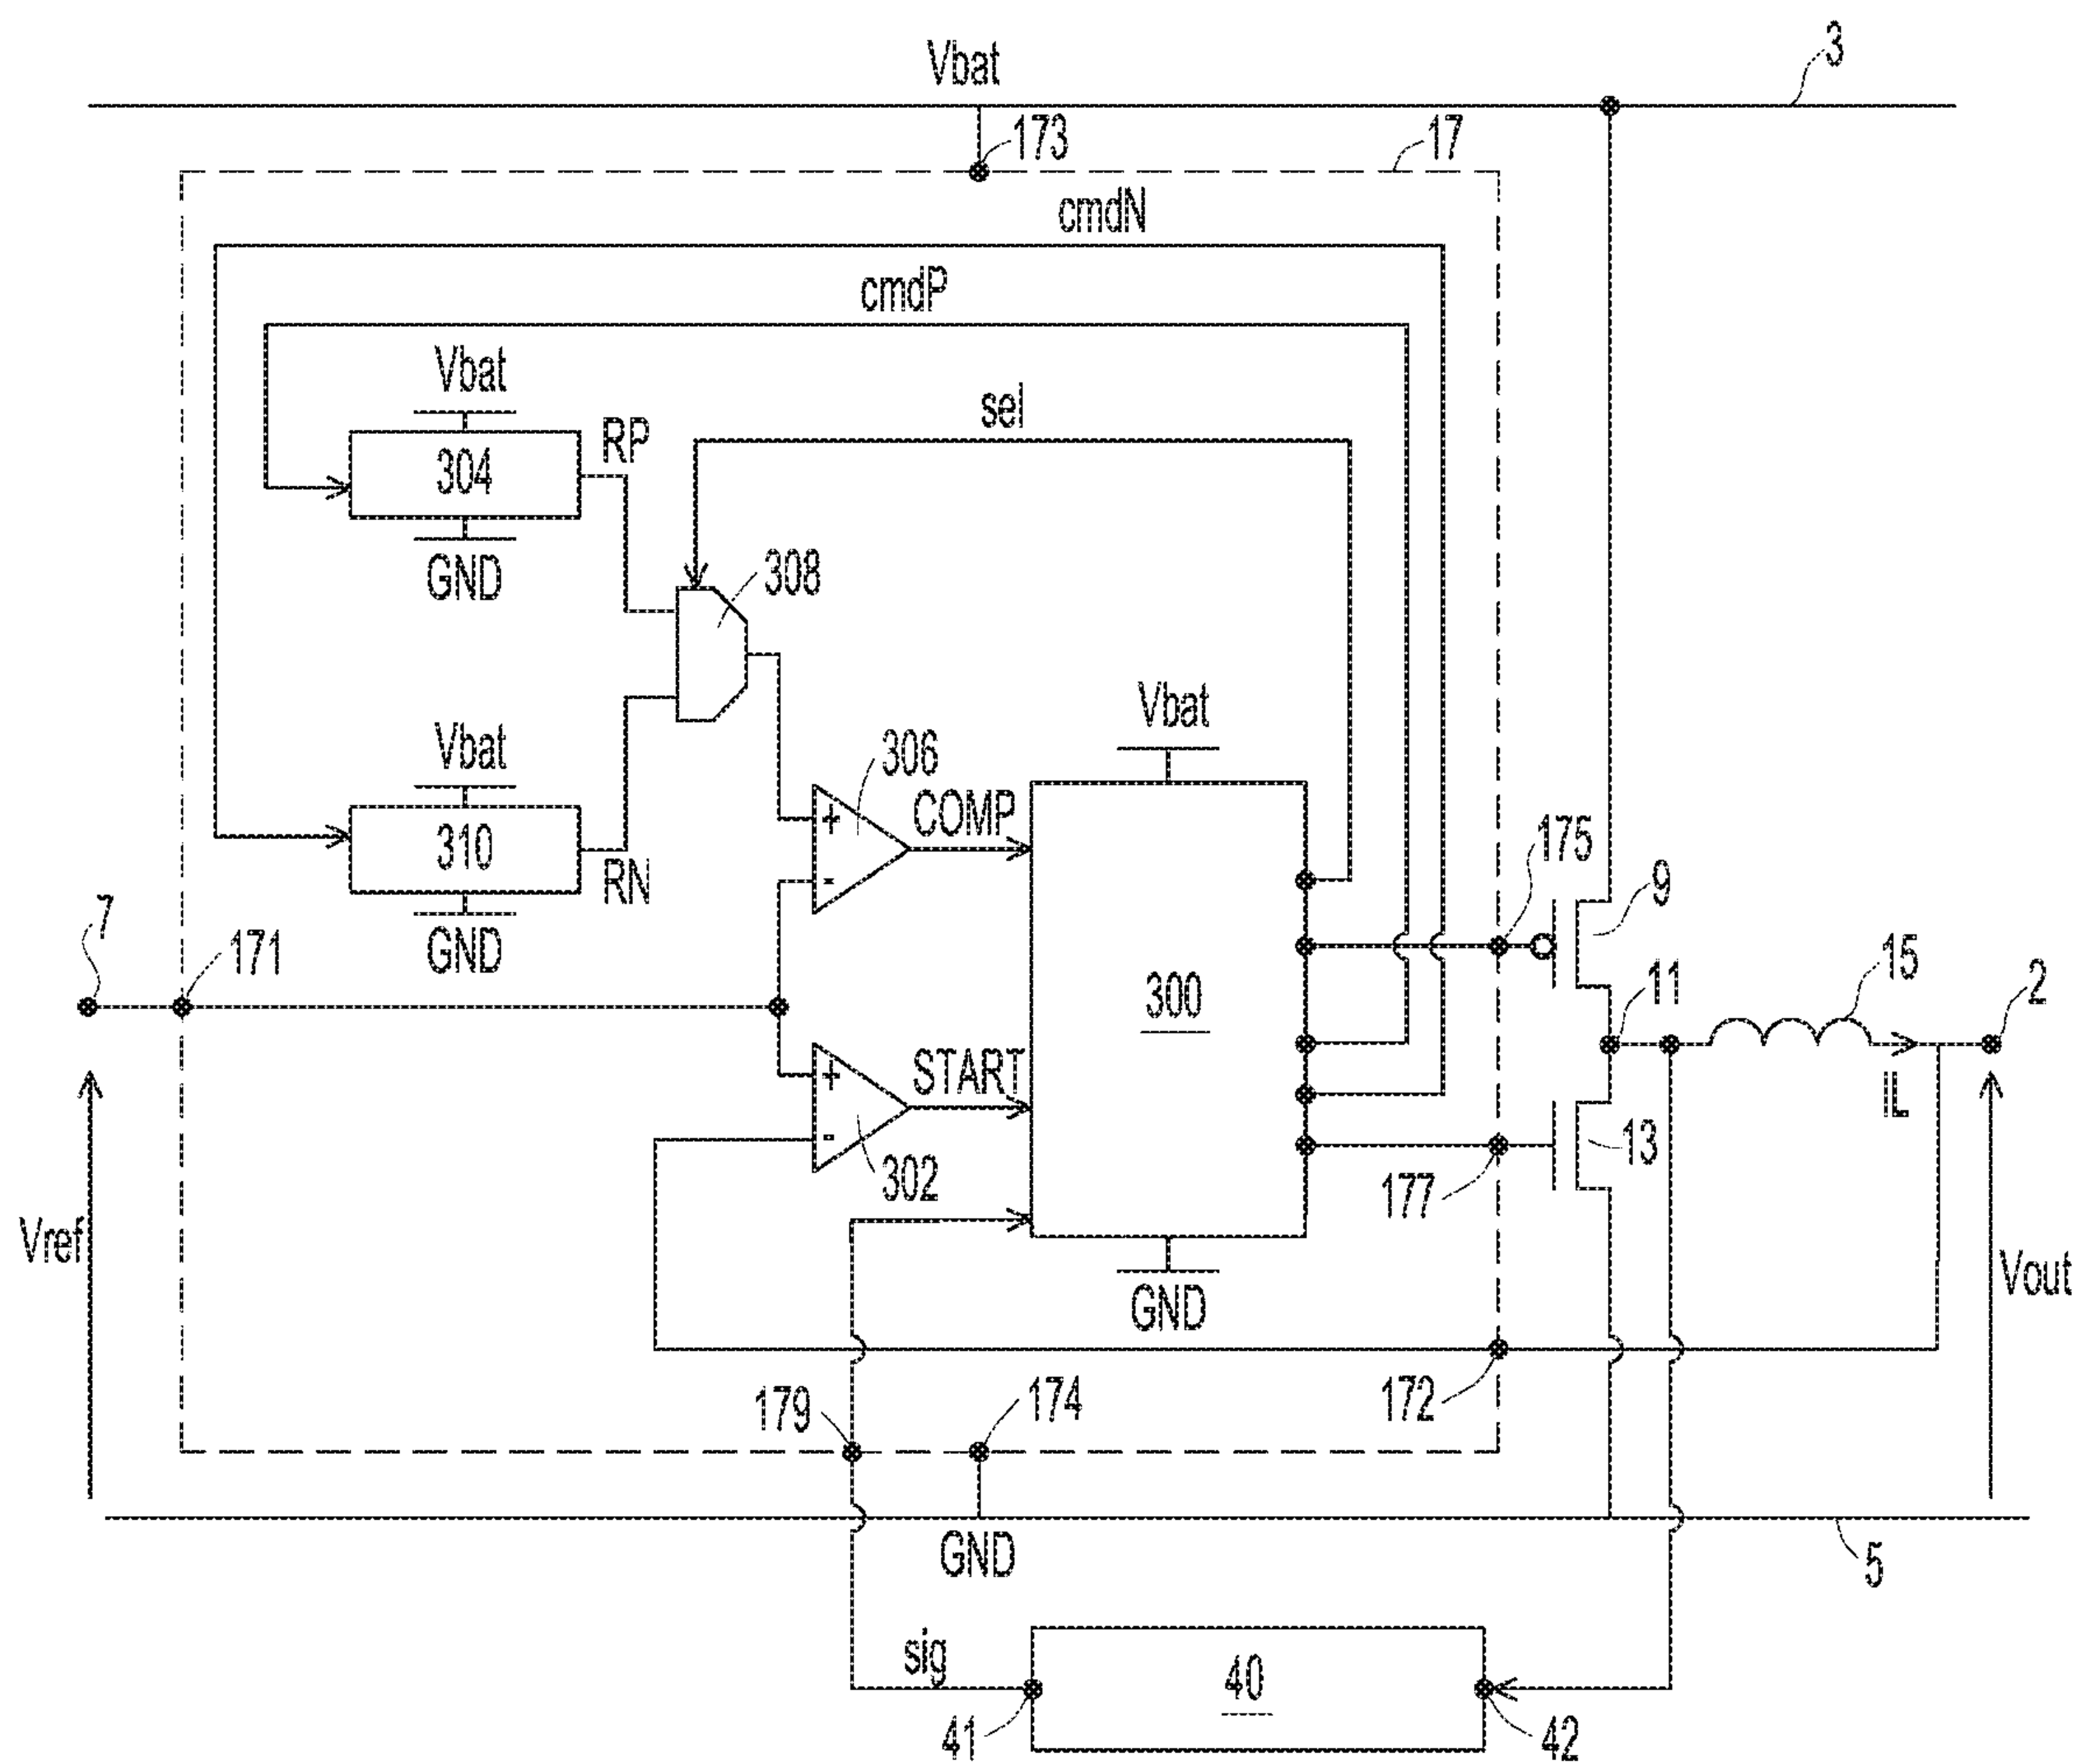 Vbat
3
173
17
cmdN
cmdP
Vbat
sel
RP
304
GND
308
Vbat
Vbat
306
COMP
310
RN
175
9
GND
7
171
15
11
2
300
START
IL
13
302
177
Vref
Vout
GND
179
174
172
GND
5
sig
40
41
42
+
-
+
-